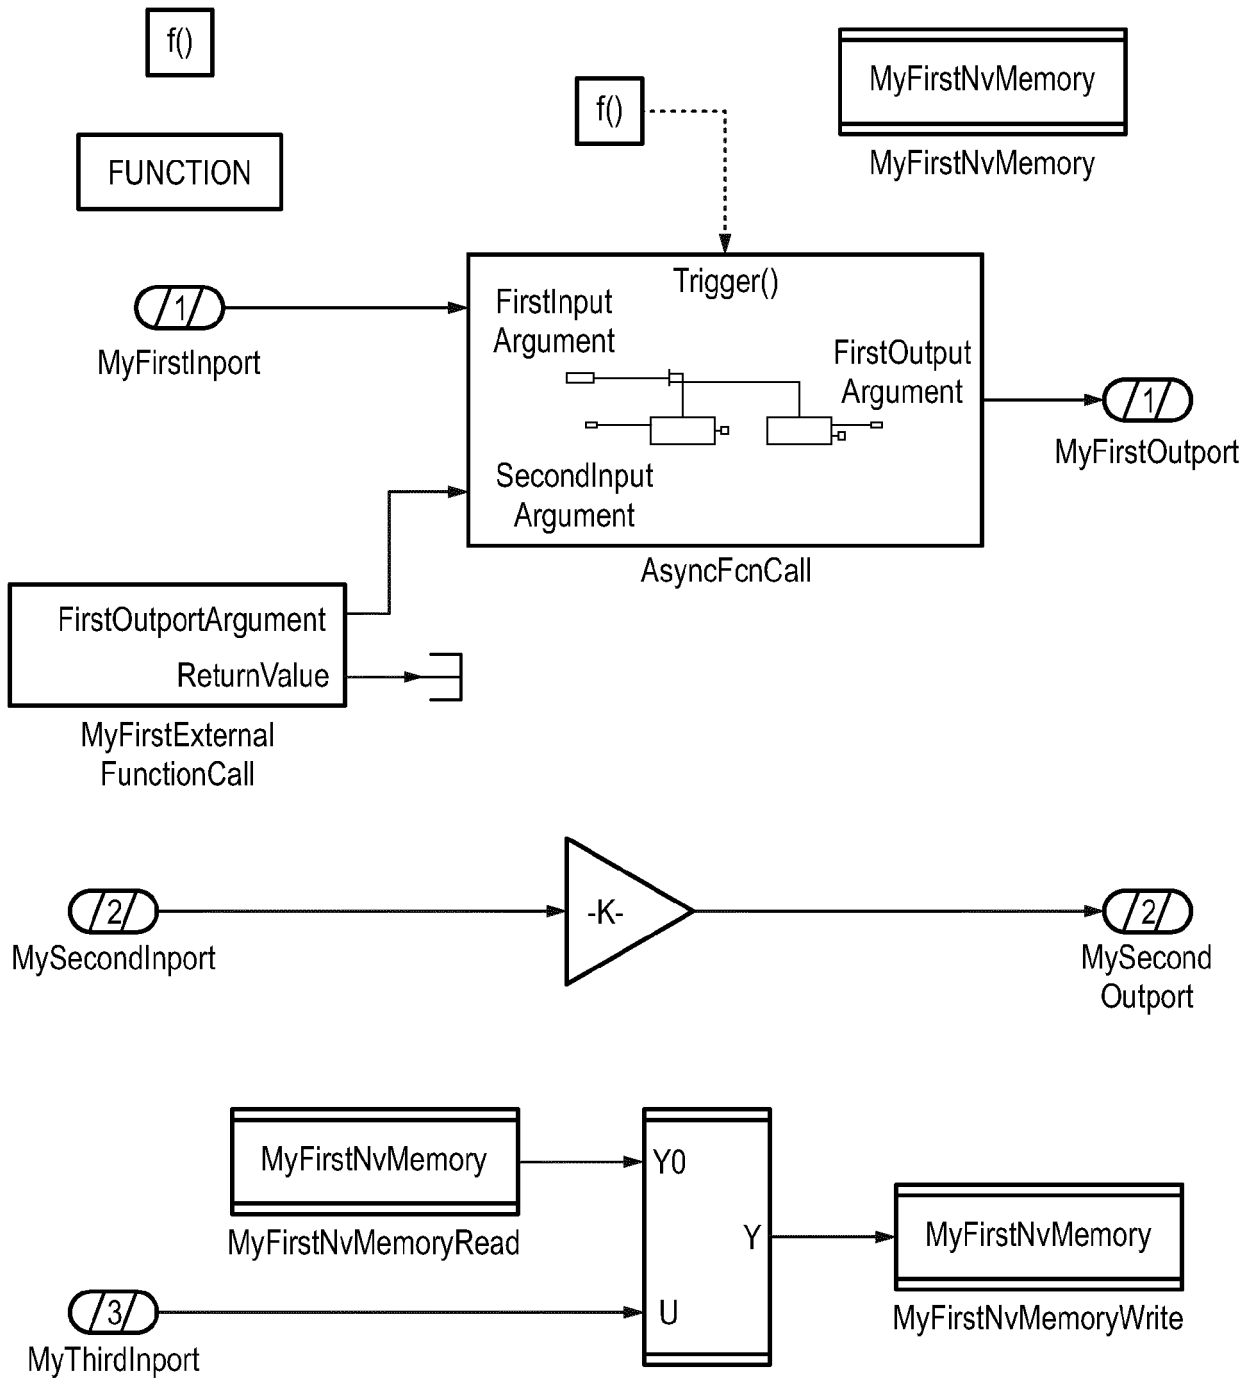 f()
MyFirstNvMemory
f()
MyFirstNvMemory
FUNCTION
Trigger()
1
FirstInput
Argument
MyFirstInport
FirstOutput
Argument
1
MyFirstOutport
SecondInput
Argument
AsyncFcnCall
FirstOutportArgument
ReturnValue
MyFirstExternal
FunctionCall
2
-K-
2
MySecondInport
MySecond
Outport
MyFirstNvMemory
Y0
MyFirstNvMemoryRead
Y
MyFirstNvMemory
3
U
MyFirstNvMemoryWrite
MyThirdInport